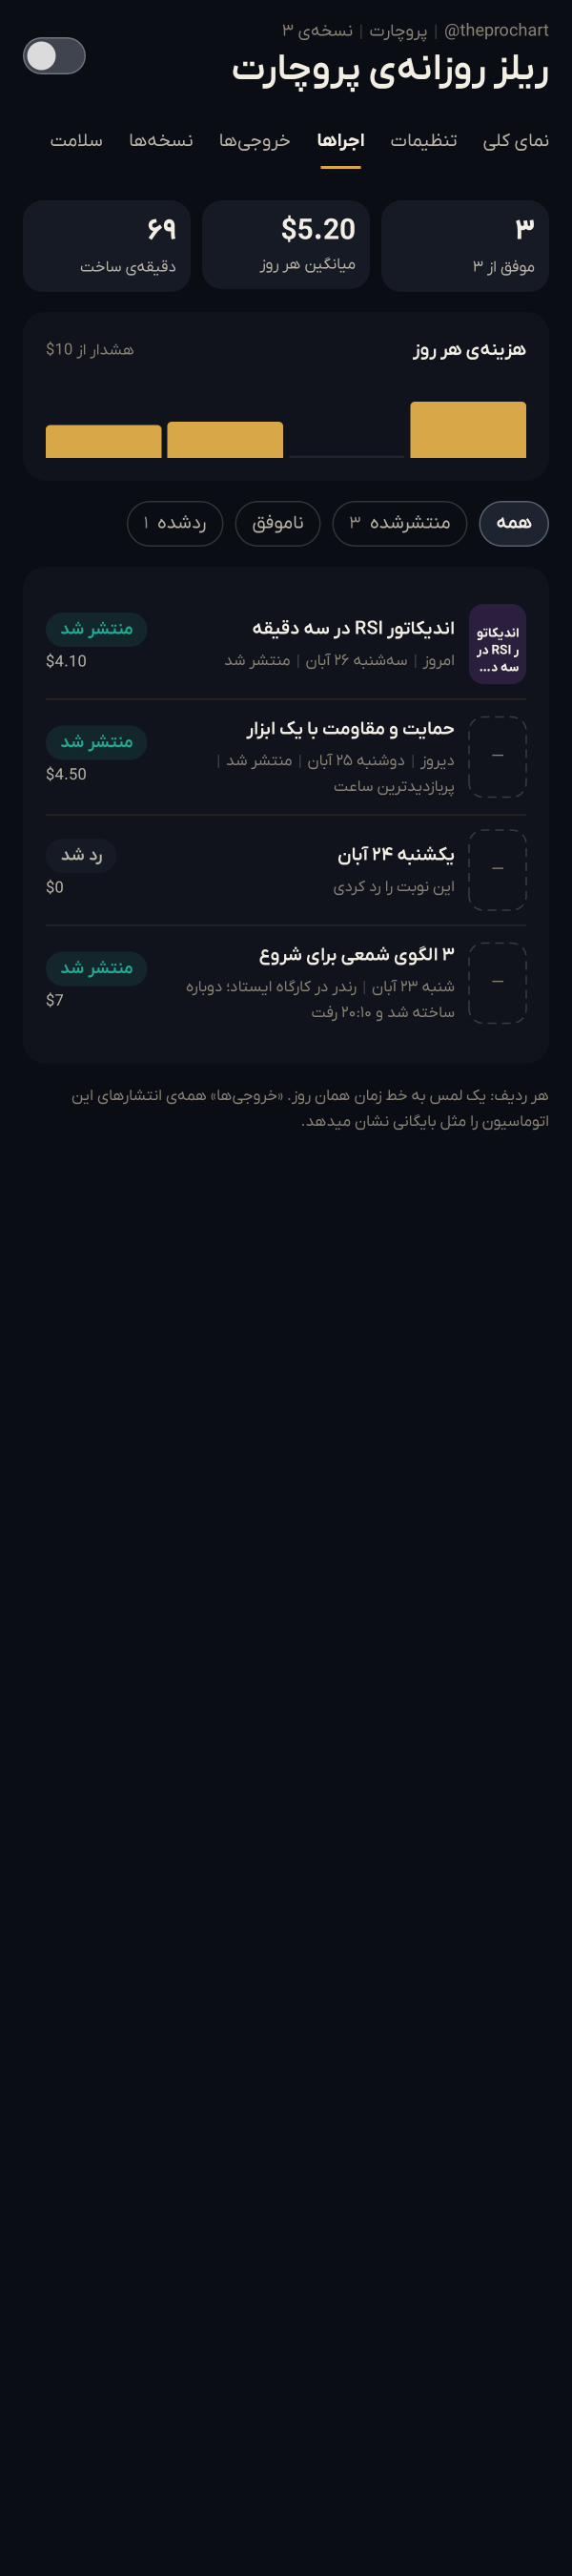 @theprochart | پروچارت | نسخه‌ی ۳
ریلز روزانه‌ی پروچارت
نمای کلی تنظیمات اجراها خروجی‌ها نسخه‌ها سلامت
۳
موفق از ۳
$5.20
میانگین هر روز
۶۹
دقیقه‌ی ساخت
هزینه‌ی هر روز
هشدار از 10$
همه
منتشرشده ۳
ناموفق
ردشده ۱
اندیکاتو
ر RSI در
سه د...
اندیکاتور RSI در سه دقیقه
امروز | سه‌شنبه ۲۶ آبان | منتشر شد
منتشر شد
$4.10
–
حمایت و مقاومت با یک ابزار
دیروز | دوشنبه ۲۵ آبان | منتشر شد |
پربازدیدترین ساعت
منتشر شد
$4.50
–
یکشنبه ۲۴ آبان
این نوبت را رد کردی
رد شد
$0
–
۳ الگوی شمعی برای شروع
شنبه ۲۳ آبان | رندر در کارگاه ایستاد؛ دوباره
ساخته شد و ۲۰:۱۰ رفت
منتشر شد
$7
هر ردیف: یک لمس به خط زمان همان روز. «خروجی‌ها» همه‌ی انتشارهای این
اتوماسیون را مثل بایگانی نشان میدهد.